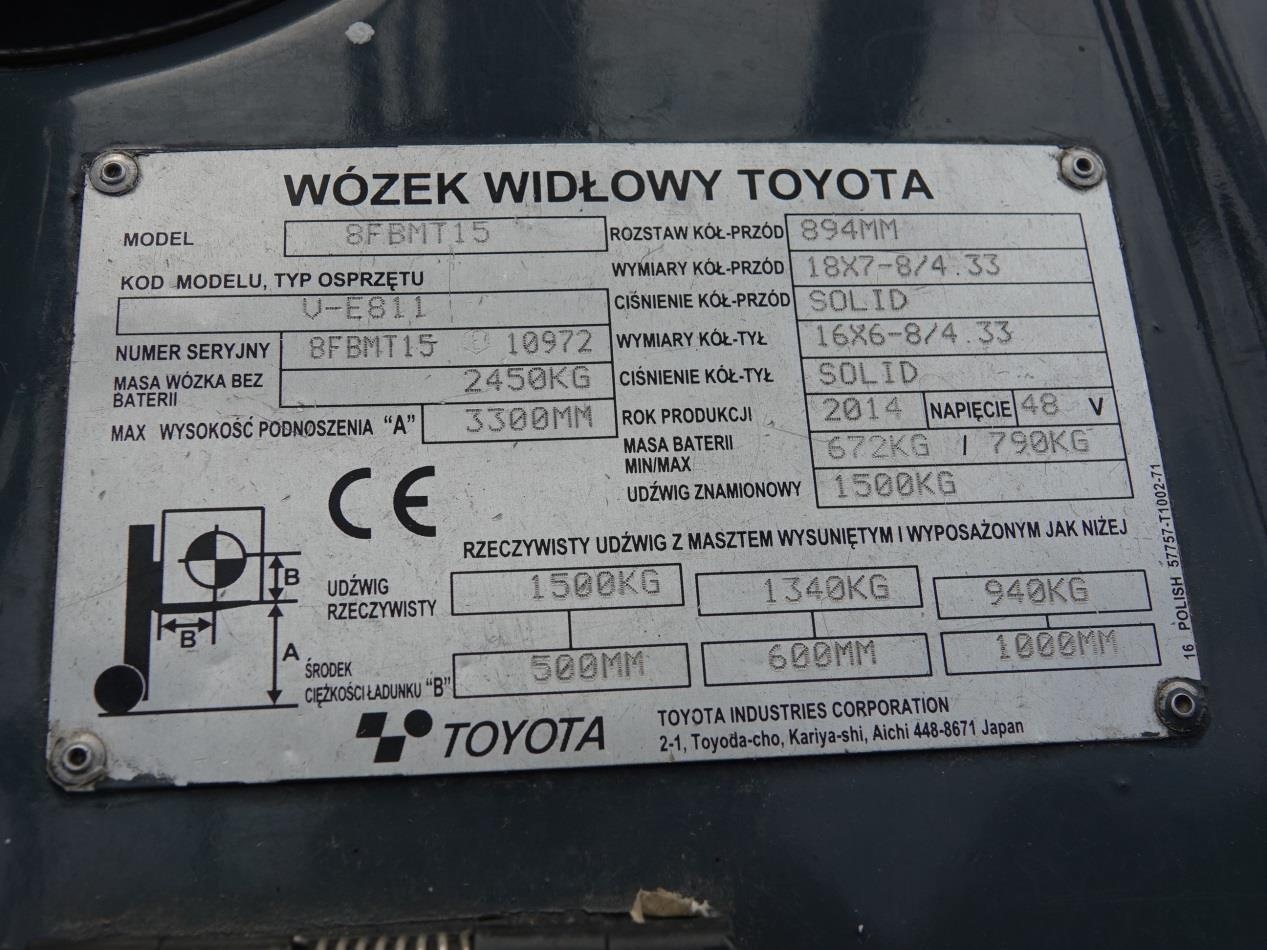 WÓZEK WIDŁOWY TOYOTA
MODEL 8FBMT15
KOD MODELU, TYP OSPRZĘTU
V-E811
NUMER SERYJNY 8FBMT15 10972
MASA WÓZKA BEZ
BATERII 2450KG
MAX WYSOKOŚĆ PODNOSZENIA "A" 3300MM
ROZSTAW KÓŁ-PRZÓD 894MM
WYMIARY KÓŁ-PRZÓD 18X7-8/4.33
CIŚNIENIE KÓŁ-PRZÓD SOLID
WYMIARY KÓŁ-TYŁ 16X6-8/4.33
CIŚNIENIE KÓŁ-TYŁ SOLID
ROK PRODUKCJI 2014 NAPIĘCIE 48 V
MASA BATERII
MIN/MAX 672KG / 790KG
UDŹWIG ZNAMIONOWY 1500KG
CE
RZECZYWISTY UDŹWIG Z MASZTEM WYSUNIĘTYM I WYPOSAŻONYM JAK NIŻEJ
B
B
A
UDŹWIG
RZECZYWISTY 1500KG 1340KG 940KG
ŚRODEK
CIĘŻKOŚCI ŁADUNKU "B" 500MM 600MM 1000MM
TOYOTA
TOYOTA INDUSTRIES CORPORATION
2-1, Toyoda-cho, Kariya-shi, Aichi 448-8671 Japan
16 POLISH 57757-T1002-71